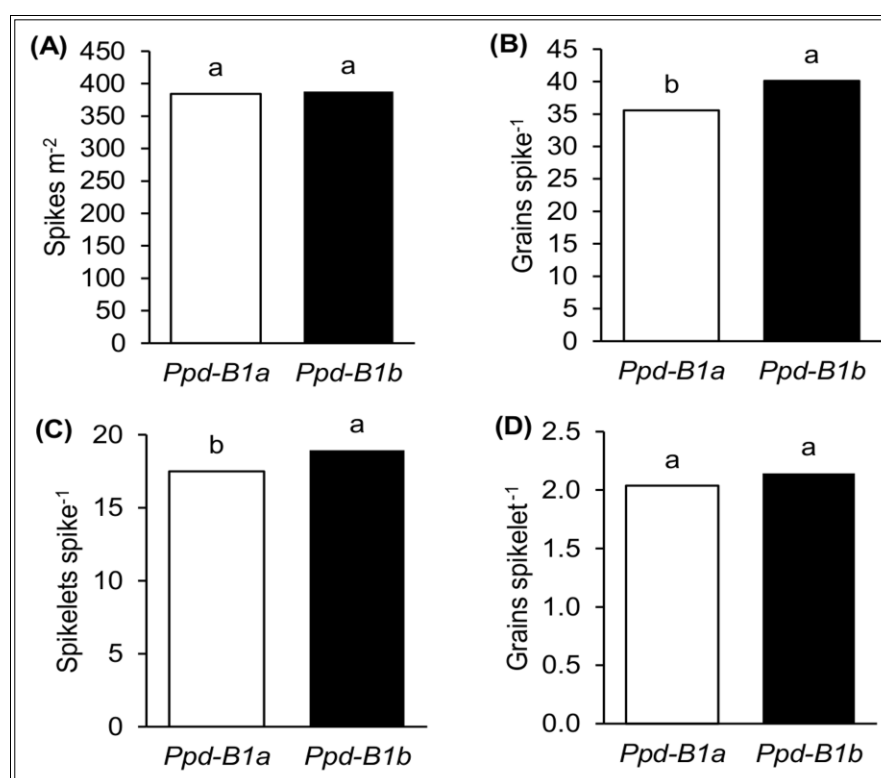 (A)
Spikes m⁻²
450
400
350
300
250
200
150
100
50
0
a a
Ppd-B1a Ppd-B1b
(B)
Grains spike⁻¹
45
40
35
30
25
20
15
10
5
0
b a
Ppd-B1a Ppd-B1b
(C)
Spikelets spike⁻¹
20
15
10
5
0
b a
Ppd-B1a Ppd-B1b
(D)
Grains spikelet⁻¹
2.5
2.0
1.5
1.0
0.5
0.0
a a
Ppd-B1a Ppd-B1b